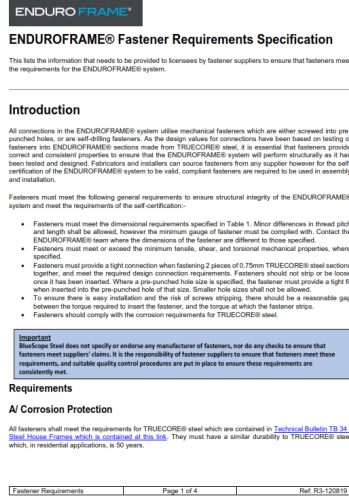 ENDUROFRAME®
ENDUROFRAME® Fastener Requirements Specification
This lists the information that needs to be provided to licensees by fastener suppliers to ensure that fasteners mee
the requirements for the ENDUROFRAME® system.
Introduction
All connections in the ENDUROFRAME® system utilise mechanical fasteners which are either screwed into pre
punched holes, or are self-drilling fasteners. As the design values for connections have been based on testing o
fasteners into ENDUROFRAME® sections made from TRUECORE® steel, it is essential that fasteners provide
correct and consistent properties to ensure that the ENDUROFRAME® system will perform structurally as it has
been tested and designed. Fabricators and installers can source fasteners from any supplier however for the self
certification of the ENDUROFRAME® system to be valid, compliant fasteners are required to be used in assembly
and installation.
Fasteners must meet the following general requirements to ensure structural integrity of the ENDUROFRAME®
system and meet the requirements of the self-certification:-
• Fasteners must meet the dimensional requirements specified in Table 1. Minor differences in thread pitch
and length shall be allowed, however the minimum gauge of fastener must be complied with. Contact the
ENDUROFRAME® team where the dimensions of the fastener are different to those specified.
• Fasteners must meet or exceed the minimum tensile, shear, and torsional mechanical properties, where
specified.
• Fasteners must provide a tight connection when fastening 2 pieces of 0.75mm TRUECORE® steel sections
together, and meet the required design connection requirements. Fasteners should not strip or be loose
once it has been inserted. Where a pre-punched hole size is specified, the fastener must provide a tight fi
when inserted into the pre-punched hole of that size. Smaller hole sizes shall not be allowed.
• To ensure there is easy installation and the risk of screws stripping, there should be a reasonable gap
between the torque required to insert the fastener, and the torque at which the fastener strips.
• Fasteners should comply with the corrosion requirements for TRUECORE® steel.
Important
BlueScope Steel does not specify or endorse any manufacturer of fasteners, nor do any checks to ensure that
fasteners meet suppliers' claims. It is the responsibility of fastener suppliers to ensure that fasteners meet these
requirements, and suitable quality control procedures are put in place to ensure these requirements are
consistently met.
Requirements
A/ Corrosion Protection
All fasteners shall meet the requirements for TRUECORE® steel which are contained in Technical Bulletin TB 34
Steel House Frames which is contained at this link. They must have a similar durability to TRUECORE® stee
which, in residential applications, is 50 years.
Fastener Requirements Page 1 of 4 Ref: R3-120819